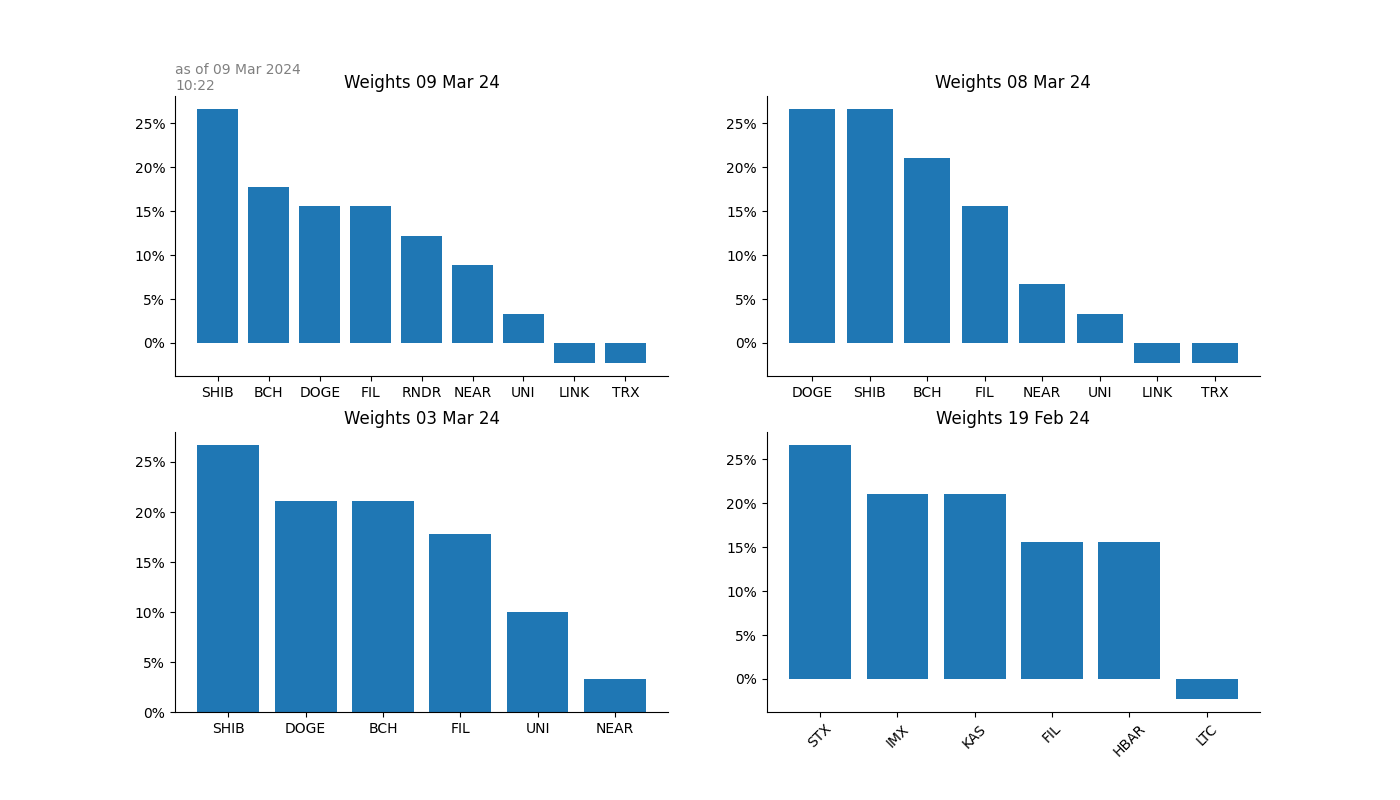 as of 09 Mar 2024
10:22
Weights 09 Mar 24
25%
20%
15%
10%
5%
0%
SHIB BCH DOGE FIL RNDR NEAR UNI LINK TRX
Weights 08 Mar 24
25%
20%
15%
10%
5%
0%
DOGE SHIB BCH FIL NEAR UNI LINK TRX
Weights 03 Mar 24
25%
20%
15%
10%
5%
0%
SHIB DOGE BCH FIL UNI NEAR
Weights 19 Feb 24
25%
20%
15%
10%
5%
0%
STX IMX KAS FIL HBAR LTC